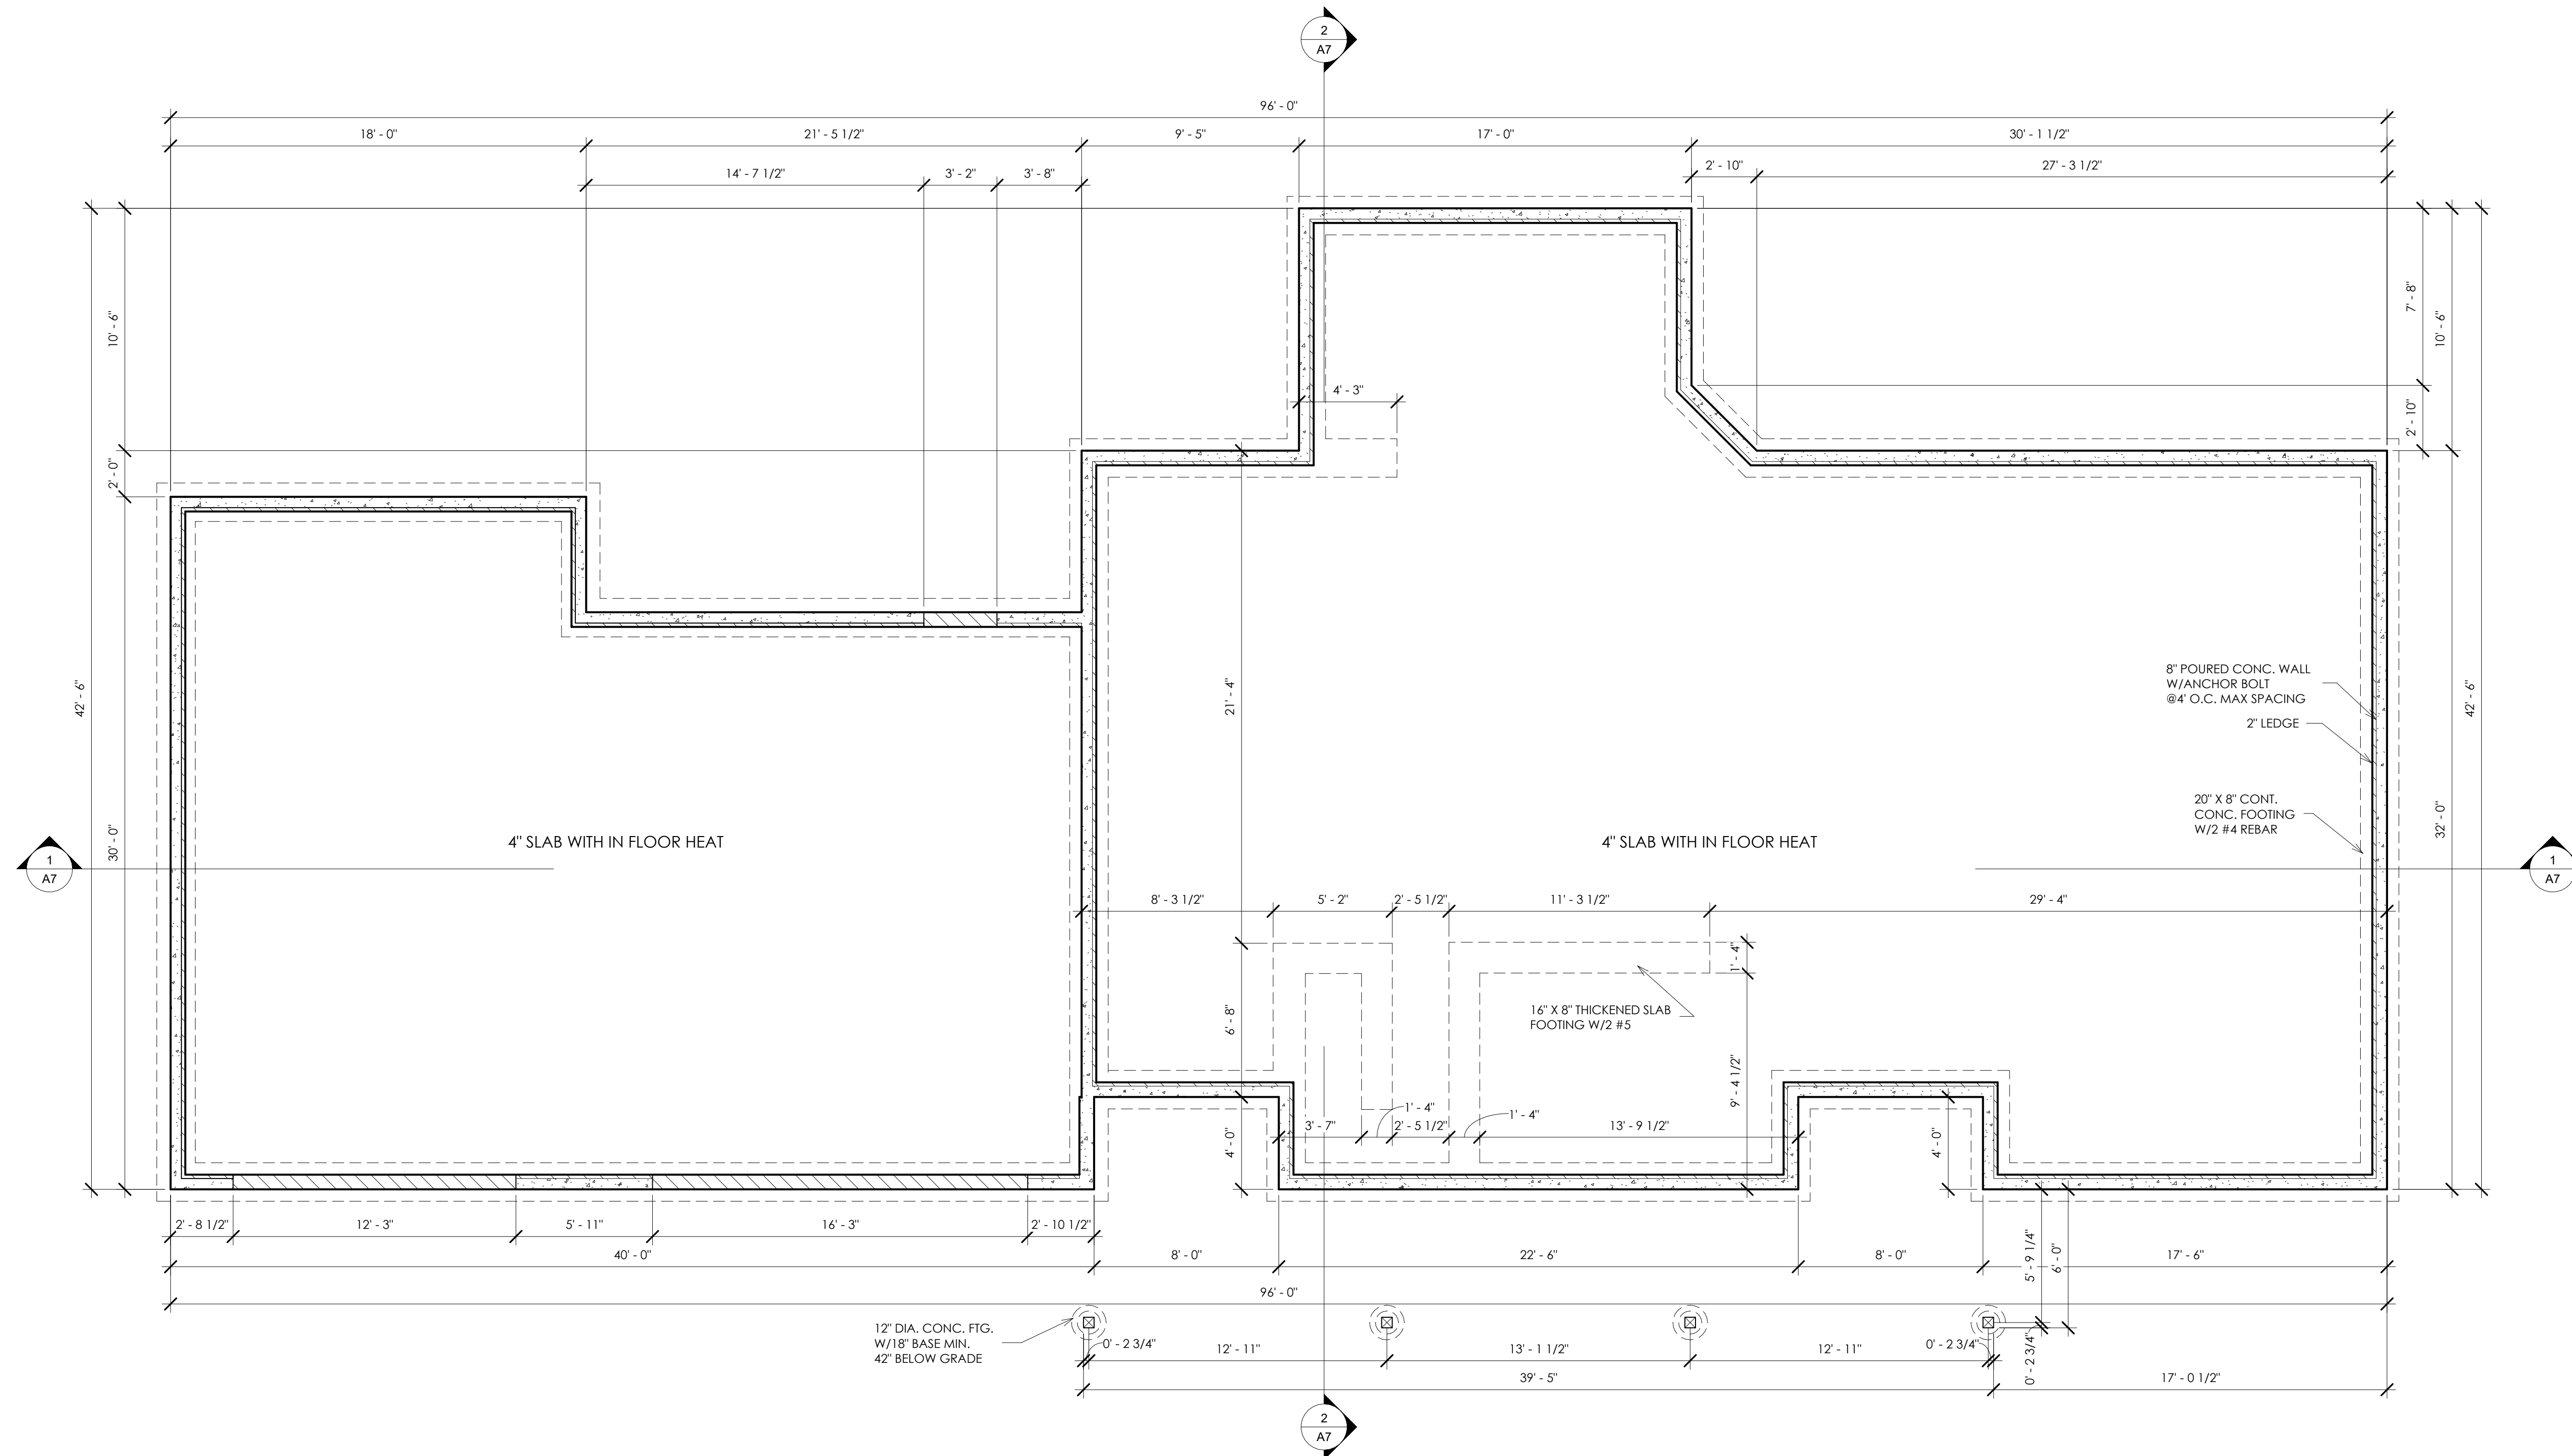 2
A7
96' - 0"
18' - 0"
21' - 5 1/2"
9' - 5"
17' - 0"
30' - 1 1/2"
14' - 7 1/2"
3' - 2"
3' - 8"
2' - 10"
27' - 3 1/2"
10' - 6"
2' - 0"
42' - 6"
30' - 0"
4' - 3"
7' - 8"
10' - 6"
2' - 10"
21' - 4"
8" POURED CONC. WALL
W/ANCHOR BOLT
@4' O.C. MAX SPACING
2" LEDGE
42' - 6"
20" X 8" CONT.
CONC. FOOTING
W/2 #4 REBAR
32' - 0"
4" SLAB WITH IN FLOOR HEAT
4" SLAB WITH IN FLOOR HEAT
1
A7
1
A7
8' - 3 1/2"
5' - 2"
2' - 5 1/2"
11' - 3 1/2"
29' - 4"
1' - 4"
16" X 8" THICKENED SLAB
FOOTING W/2 #5
6' - 8"
9' - 4 1/2"
1' - 4"
1' - 4"
3' - 7"
2' - 5 1/2"
13' - 9 1/2"
4' - 0"
4' - 0"
2' - 8 1/2"
12' - 3"
5' - 11"
16' - 3"
2' - 10 1/2"
40' - 0"
8' - 0"
22' - 6"
8' - 0"
17' - 6"
5' - 9 1/4"
6' - 0"
96' - 0"
12" DIA. CONC. FTG.
W/18" BASE MIN.
42" BELOW GRADE
0' - 2 3/4"
12' - 11"
13' - 1 1/2"
12' - 11"
0' - 2 3/4"
0' - 2 3/4"
39' - 5"
17' - 0 1/2"
2
A7